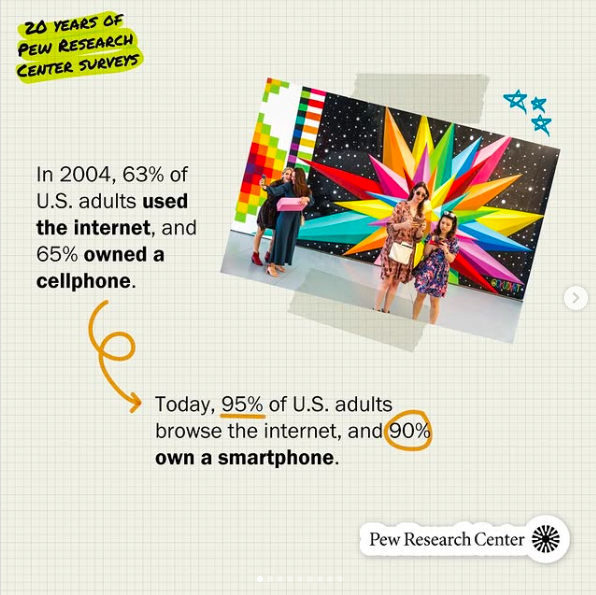 20 YEARS OF
PEW RESEARCH
CENTER SURVEYS
In 2004, 63% of
U.S. adults used
the internet, and
65% owned a
cellphone.
Today, 95% of U.S. adults
browse the internet, and 90%
own a smartphone.
Pew Research Center